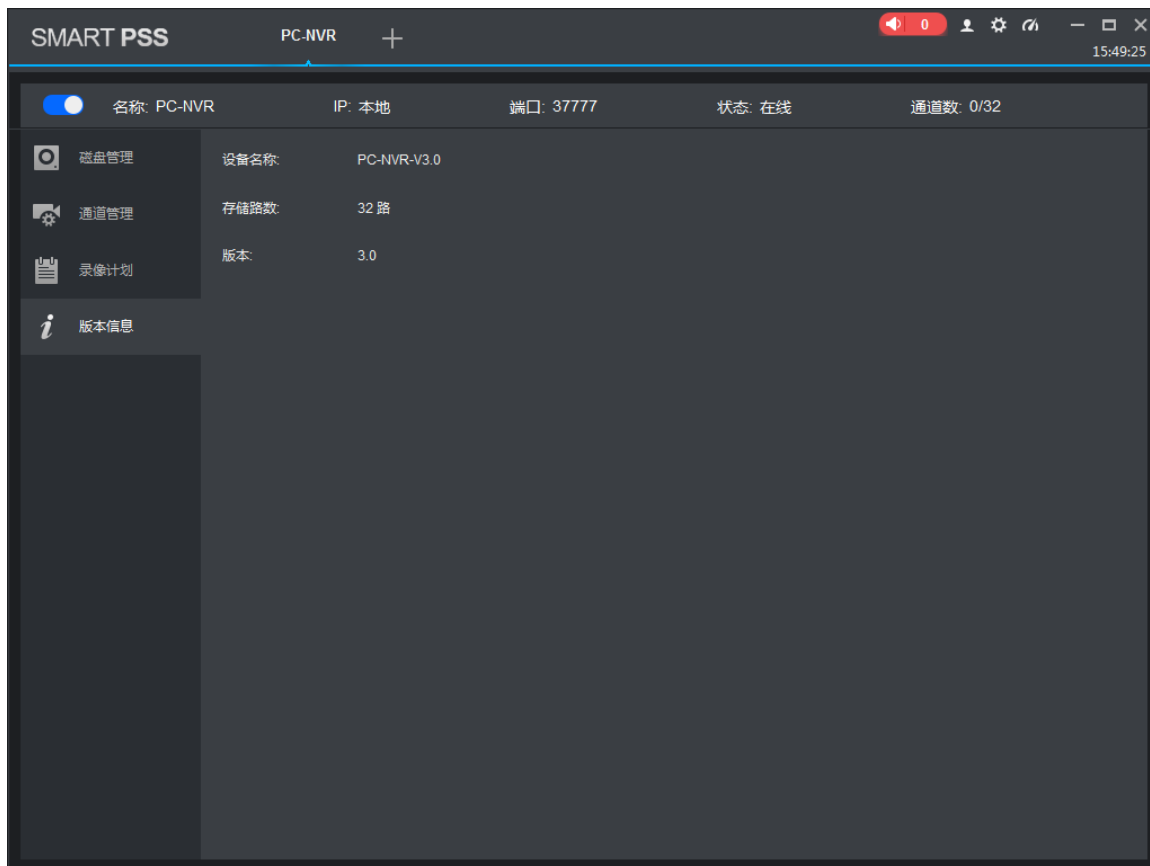 SMART PSS PC-NVR + 0
15:49:25
名称: PC-NVR IP: 本地 端口: 37777 状态: 在线 通道数: 0/32
磁盘管理 设备名称: PC-NVR-V3.0
通道管理 存储路数: 32 路
录像计划 版本: 3.0
版本信息